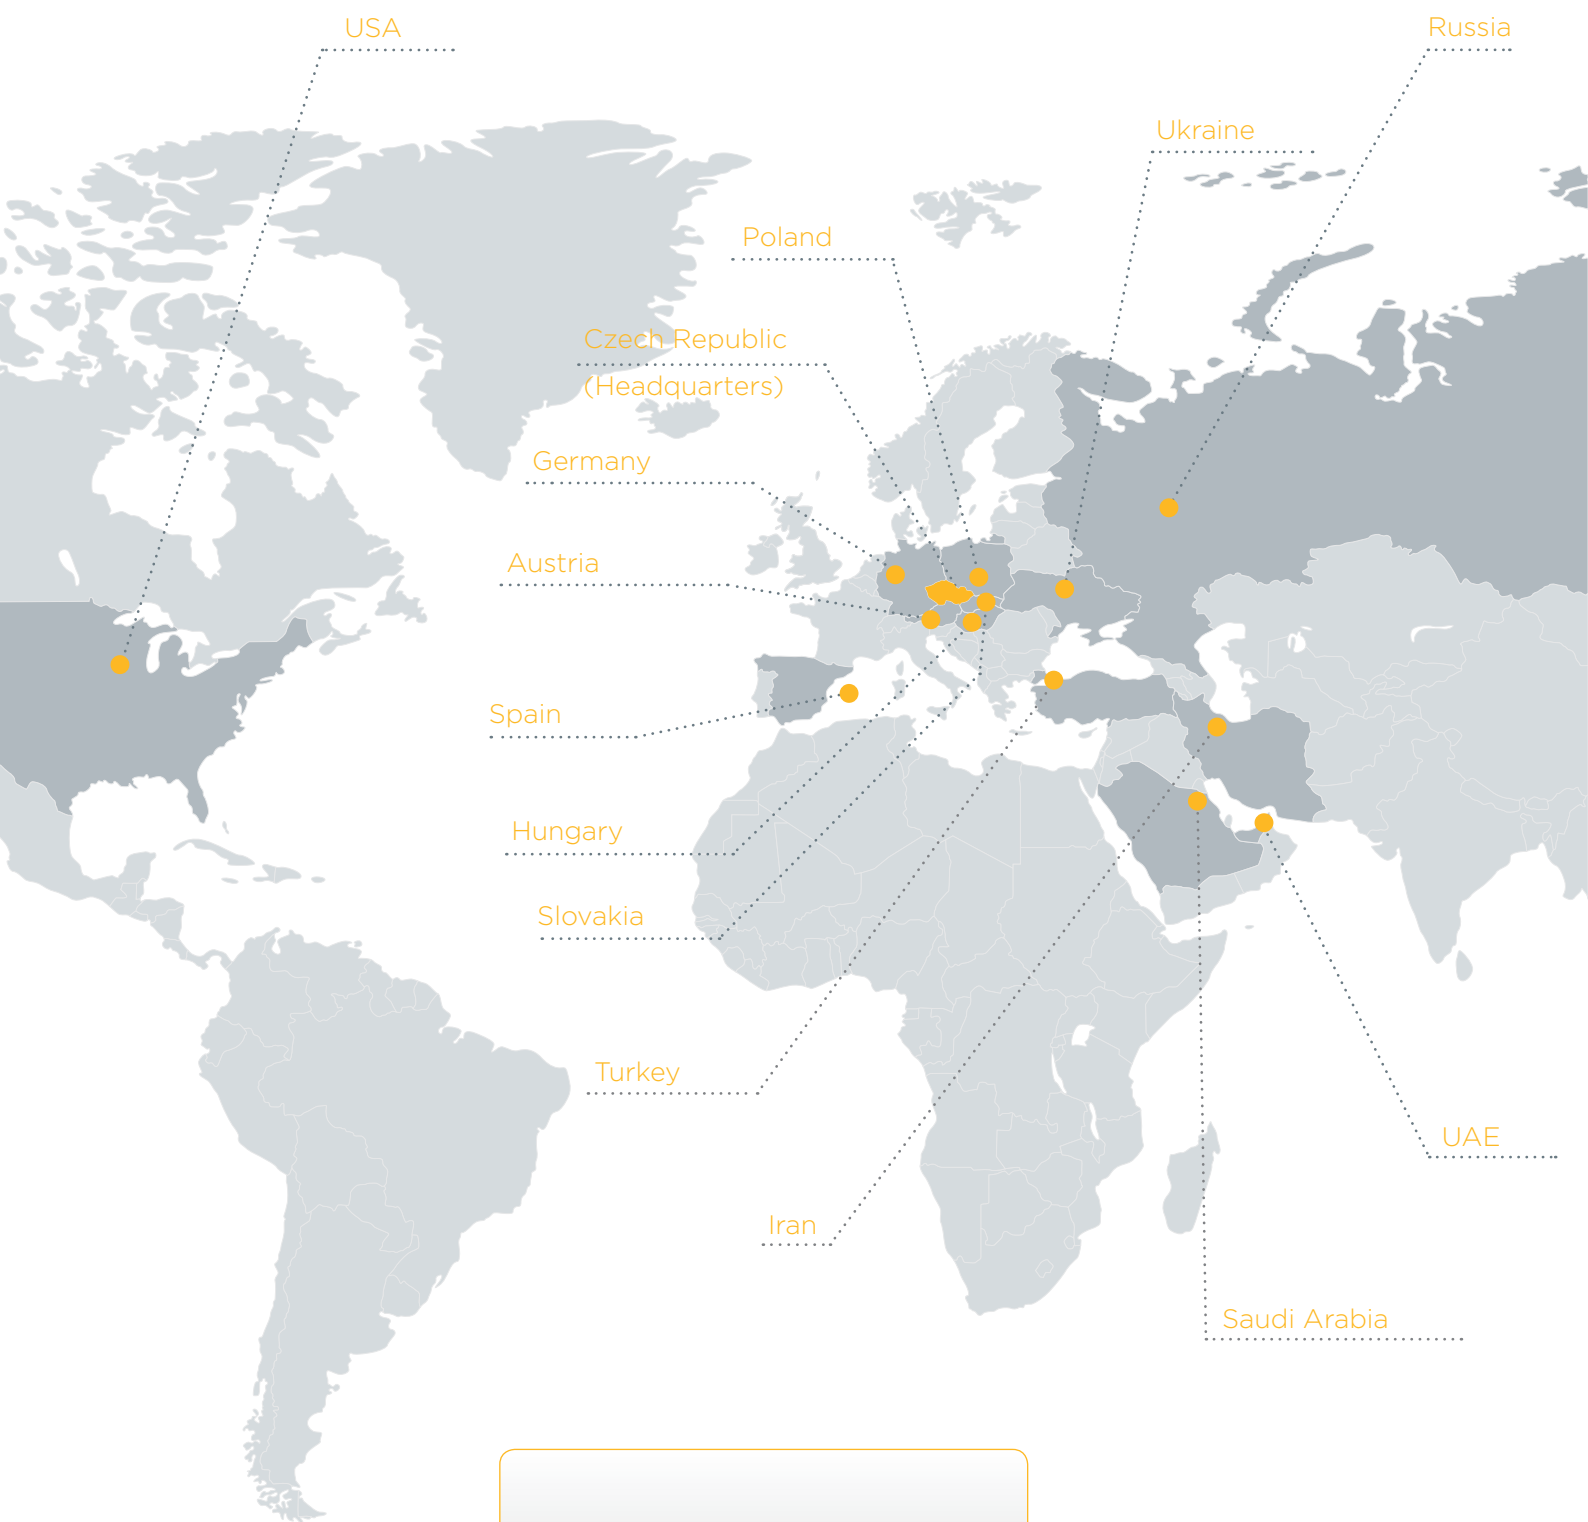 USA
Russia
Ukraine
Poland
Czech Republic
(Headquarters)
Germany
Austria
Spain
Hungary
Slovakia
Turkey
UAE
Iran
Saudi Arabia